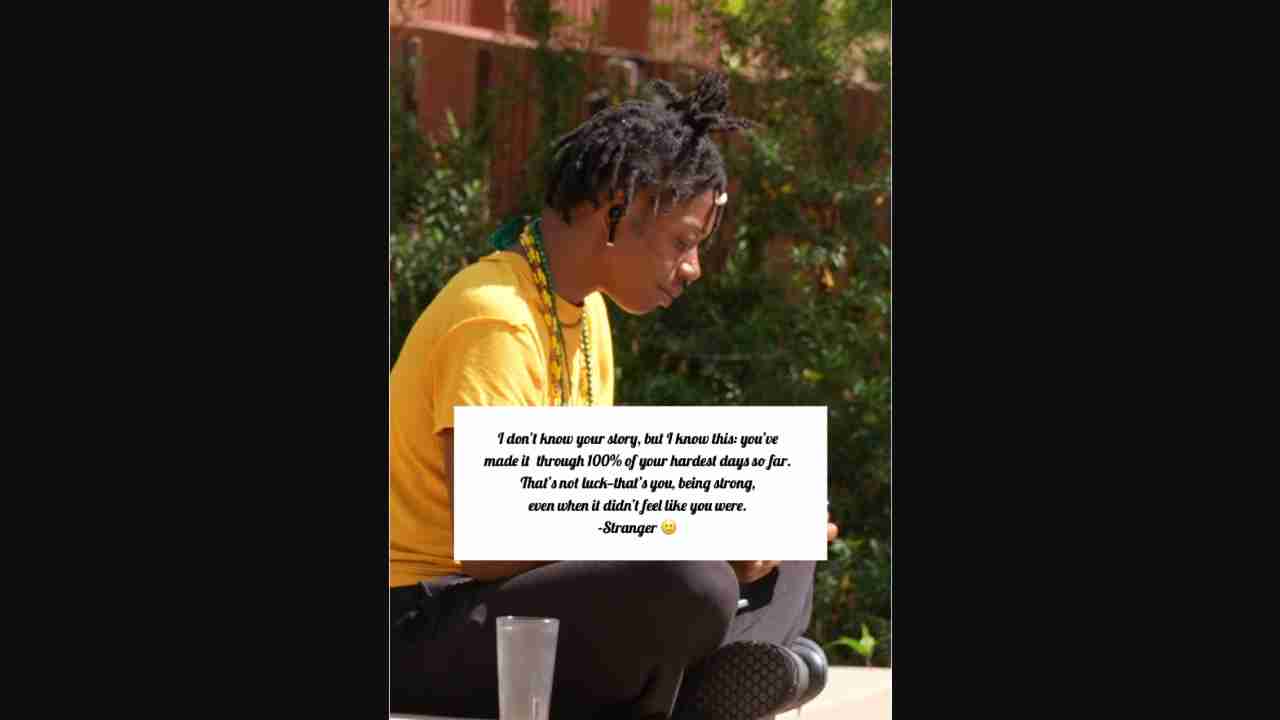 I don't know your story, but I know this: you've
made it through 100% of your hardest days so far.
That's not luck—that's you, being strong,
even when it didn't feel like you were.
-Stranger 🙂